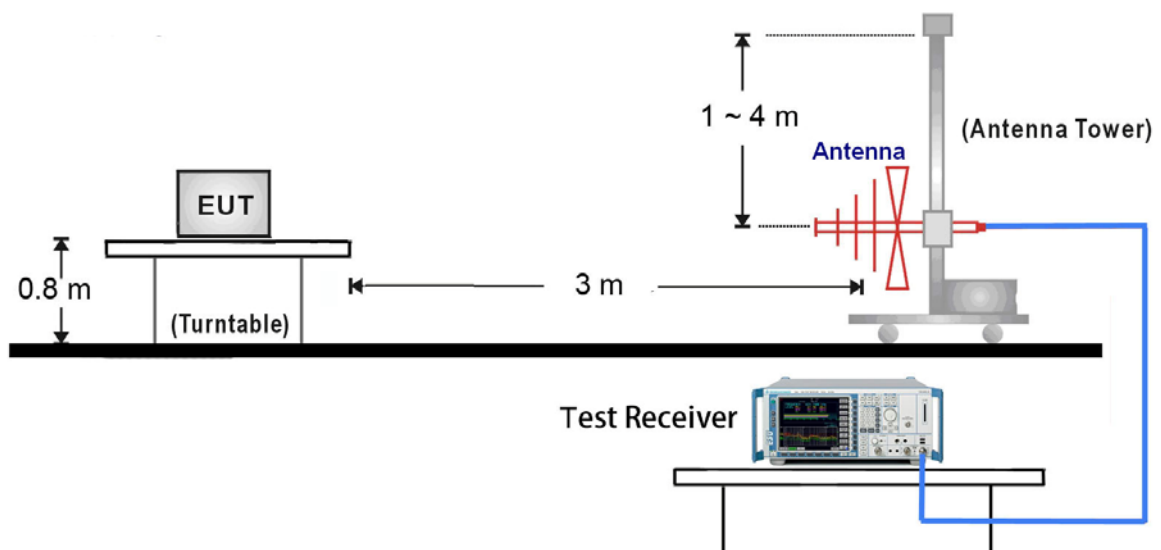 1 ~ 4 m
(Antenna Tower)
Antenna
EUT
0.8 m
3 m
(Turntable)
Test Receiver